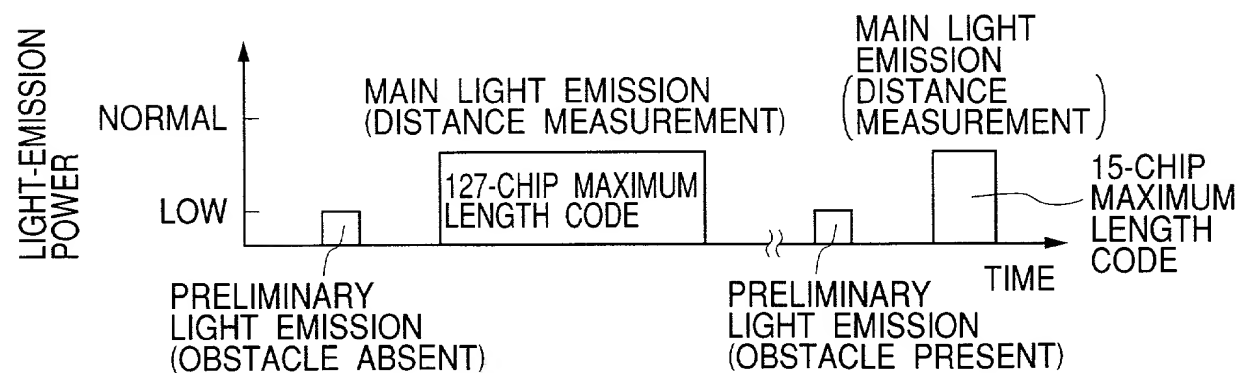 LIGHT-EMISSION
POWER
NORMAL
LOW
MAIN LIGHT EMISSION
(DISTANCE MEASUREMENT)
127-CHIP MAXIMUM
LENGTH CODE
PRELIMINARY
LIGHT EMISSION
(OBSTACLE ABSENT)
MAIN LIGHT
EMISSION
(DISTANCE
MEASUREMENT)
15-CHIP
MAXIMUM
LENGTH
CODE
PRELIMINARY
LIGHT EMISSION
(OBSTACLE PRESENT)
TIME